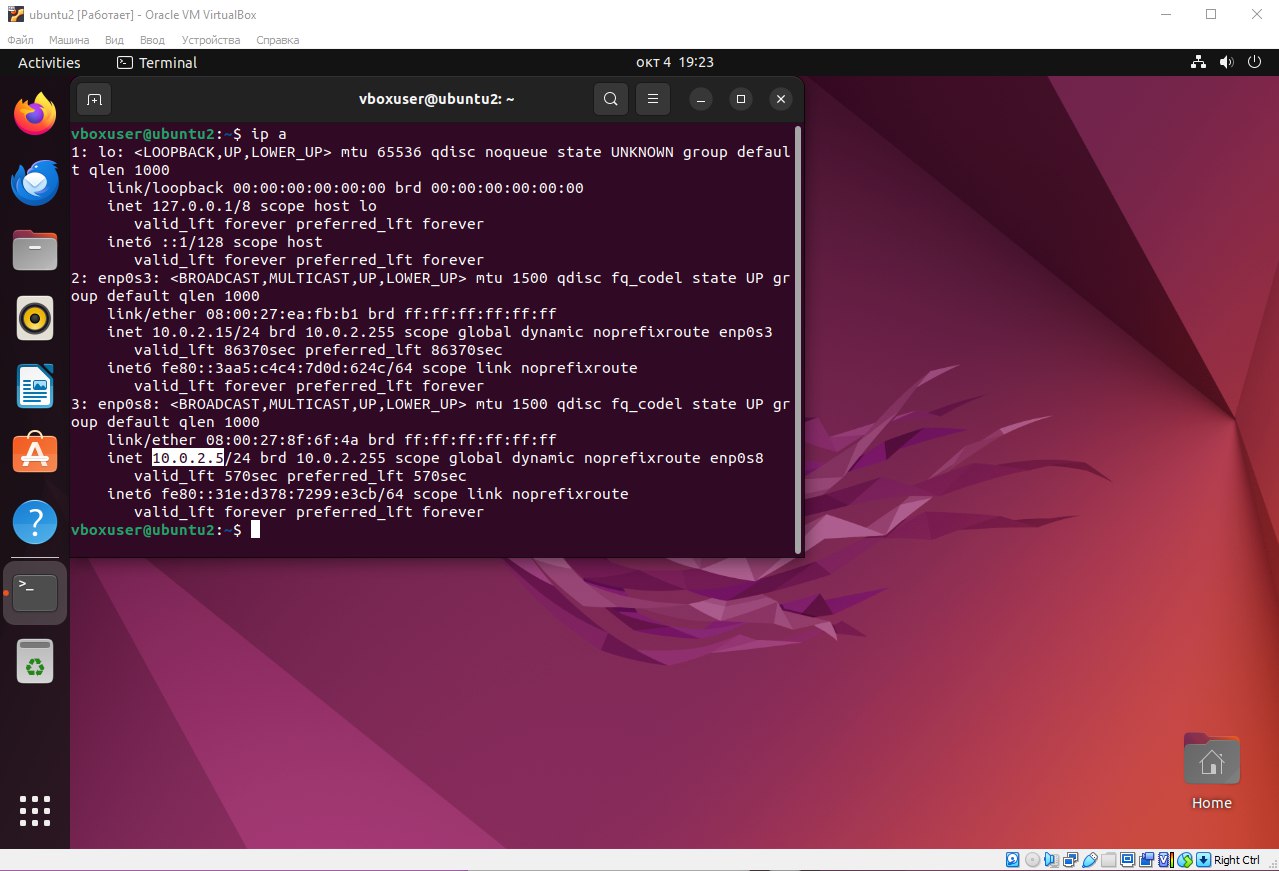 ubuntu2 [Работает] - Oracle VM VirtualBox
Файл Машина Вид Ввод Устройства Справка
Activities Terminal окт 4 19:23
vboxuser@ubuntu2: ~
vboxuser@ubuntu2:~$ ip a
1: lo: <LOOPBACK,UP,LOWER_UP> mtu 65536 qdisc noqueue state UNKNOWN group defaul
t qlen 1000
    link/loopback 00:00:00:00:00:00 brd 00:00:00:00:00:00
    inet 127.0.0.1/8 scope host lo
       valid_lft forever preferred_lft forever
    inet6 ::1/128 scope host
       valid_lft forever preferred_lft forever
2: enp0s3: <BROADCAST,MULTICAST,UP,LOWER_UP> mtu 1500 qdisc fq_codel state UP gr
oup default qlen 1000
    link/ether 08:00:27:ea:fb:b1 brd ff:ff:ff:ff:ff:ff
    inet 10.0.2.15/24 brd 10.0.2.255 scope global dynamic noprefixroute enp0s3
       valid_lft 86370sec preferred_lft 86370sec
    inet6 fe80::3aa5:c4c4:7d0d:624c/64 scope link noprefixroute
       valid_lft forever preferred_lft forever
3: enp0s8: <BROADCAST,MULTICAST,UP,LOWER_UP> mtu 1500 qdisc fq_codel state UP gr
oup default qlen 1000
    link/ether 08:00:27:8f:6f:4a brd ff:ff:ff:ff:ff:ff
    inet 10.0.2.5/24 brd 10.0.2.255 scope global dynamic noprefixroute enp0s8
       valid_lft 570sec preferred_lft 570sec
    inet6 fe80::31e:d378:7299:e3cb/64 scope link noprefixroute
       valid_lft forever preferred_lft forever
vboxuser@ubuntu2:~$
Home
Right Ctrl